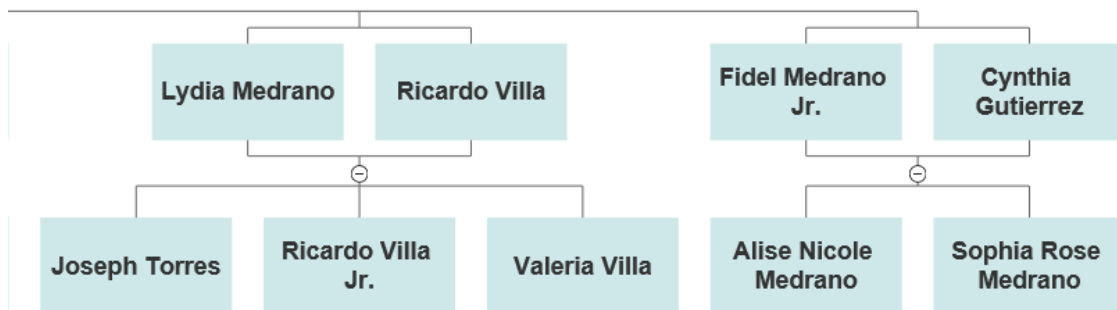 Lydia Medrano
Ricardo Villa
Fidel Medrano
Jr.
Cynthia
Gutierrez
Joseph Torres
Ricardo Villa
Jr.
Valeria Villa
Alise Nicole
Medrano
Sophia Rose
Medrano